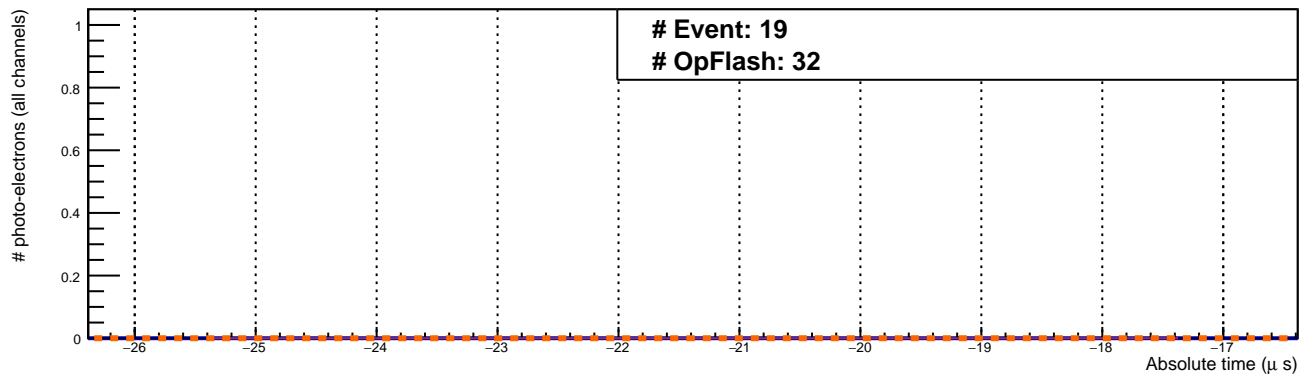 # Event: 19
# OpFlash: 32
# photo-electrons (all channels)
1
0.8
0.6
0.4
0.2
0
−26 −25 −24 −23 −22 −21 −20 −19 −18 −17
Absolute time (μ s)